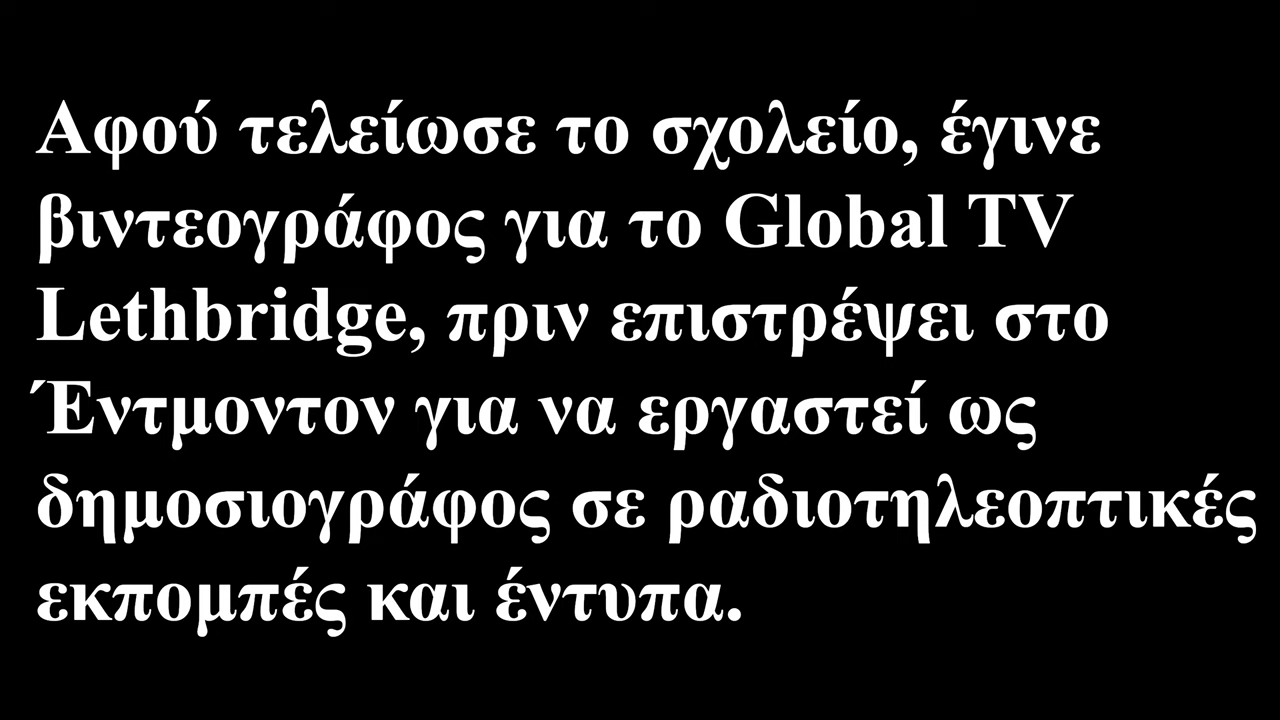 Αφού τελείωσε το σχολείο, έγινε
βιντεογράφος για το Global TV
Lethbridge, πριν επιστρέψει στο
Έντμοντον για να εργαστεί ως
δημοσιογράφος σε ραδιοτηλεοπτικές
εκπομπές και έντυπα.